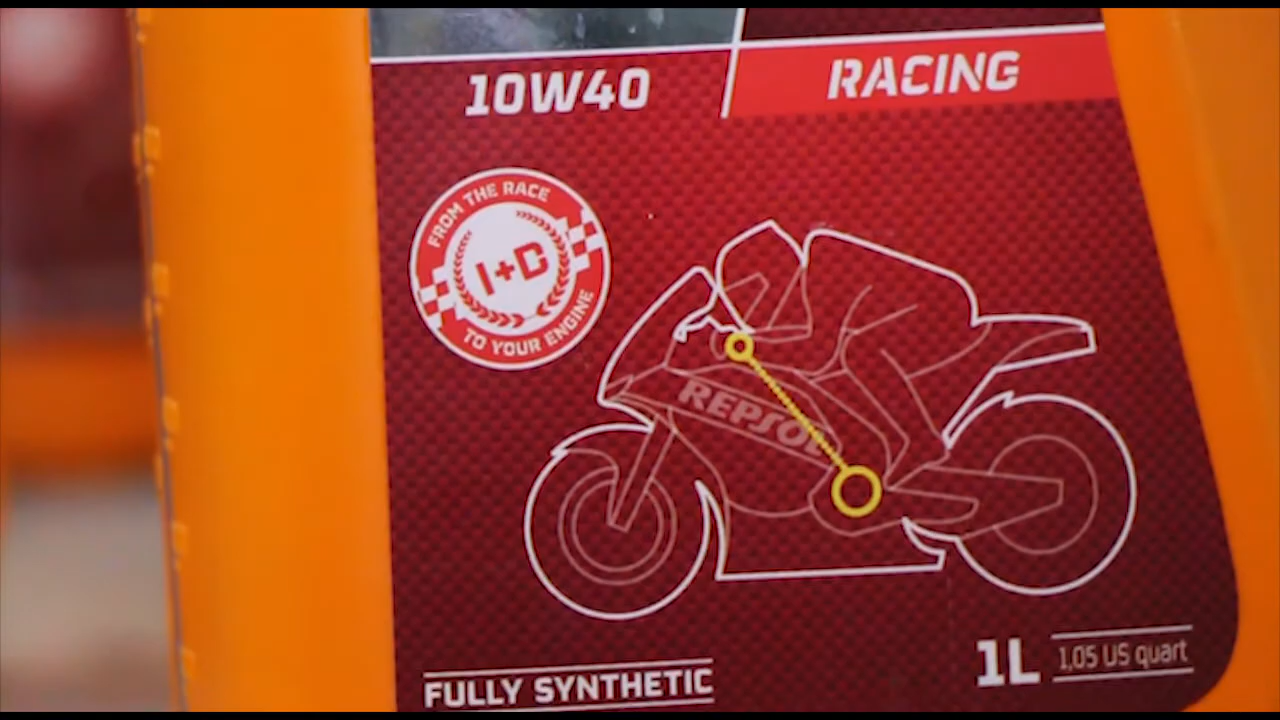 10W40
RACING
FROM THE RACE
I+D
TO YOUR ENGINE
REPSOL
FULLY SYNTHETIC
1L
1,05 US quart